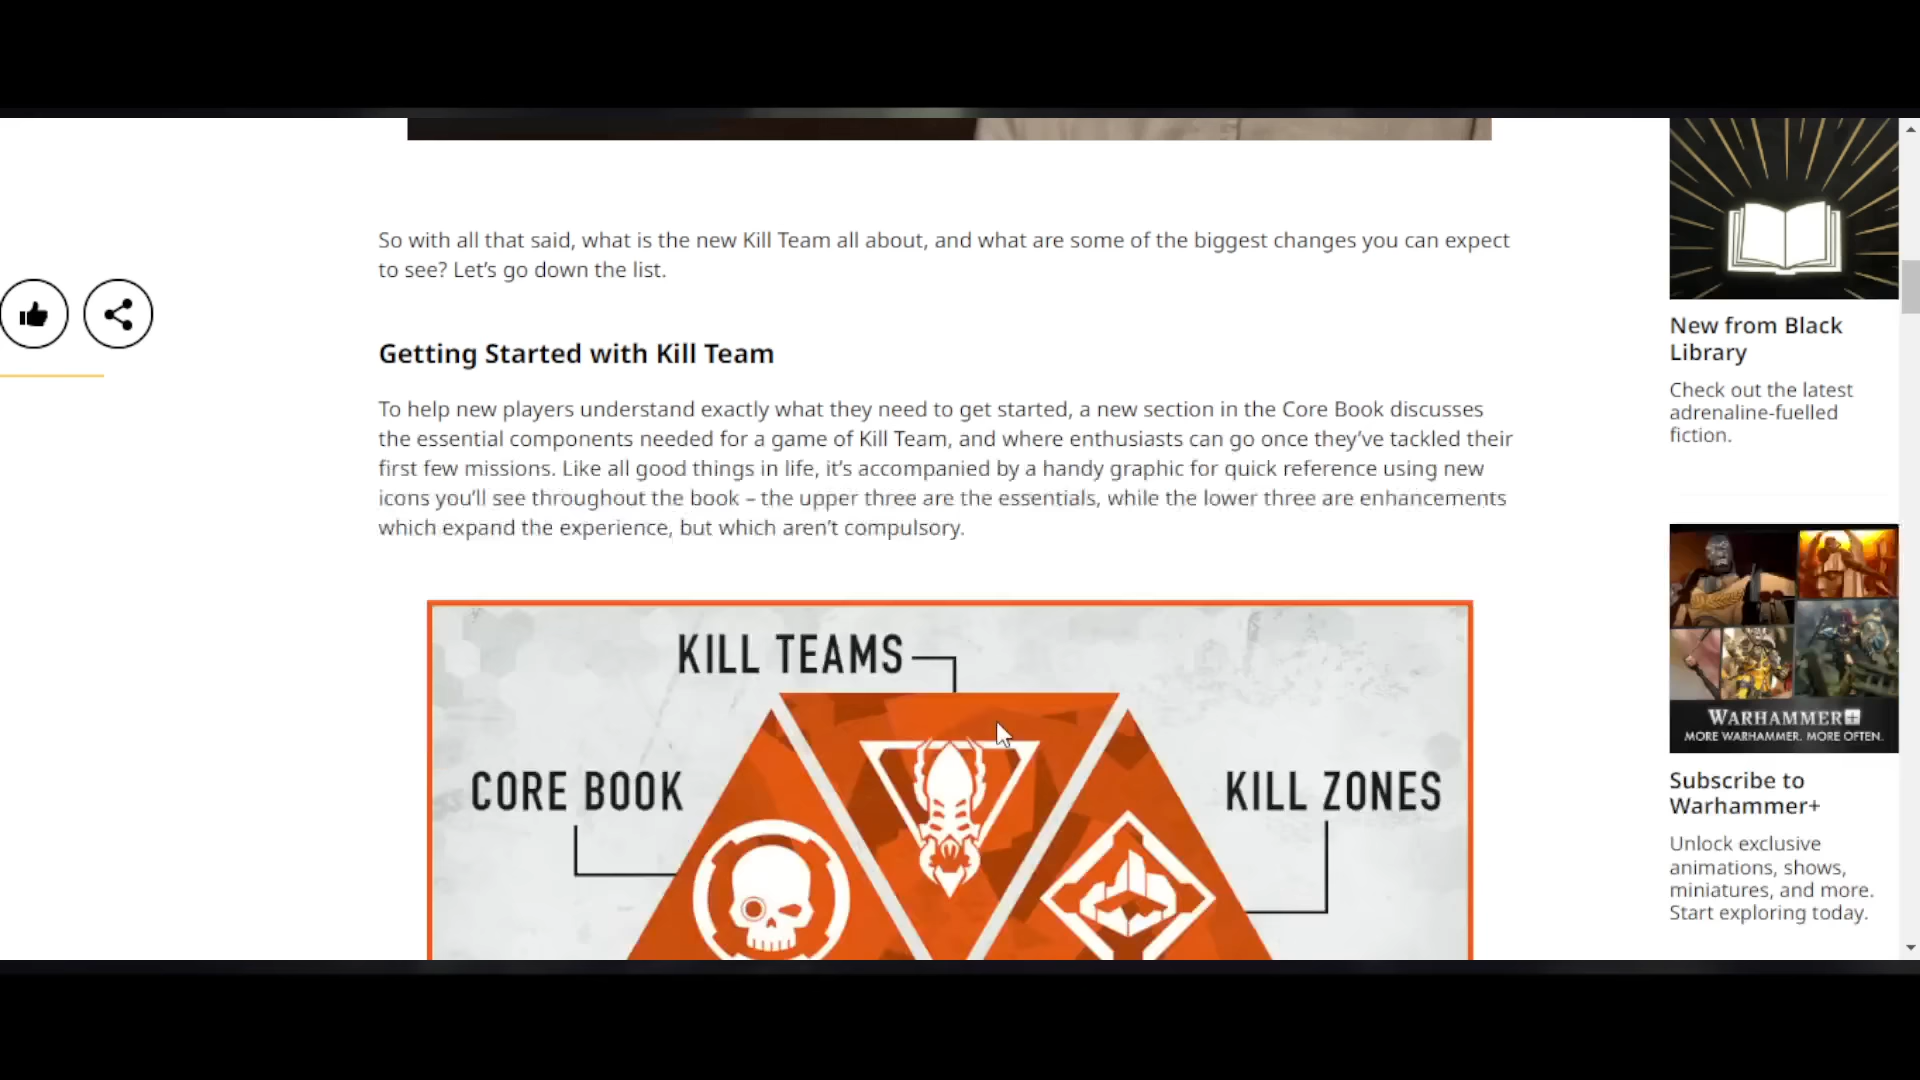 So with all that said, what is the new Kill Team all about, and what are some of the biggest changes you can expect
to see? Let’s go down the list.
Getting Started with Kill Team
To help new players understand exactly what they need to get started, a new section in the Core Book discusses
the essential components needed for a game of Kill Team, and where enthusiasts can go once they’ve tackled their
first few missions. Like all good things in life, it’s accompanied by a handy graphic for quick reference using new
icons you’ll see throughout the book – the upper three are the essentials, while the lower three are enhancements
which expand the experience, but which aren’t compulsory.
KILL TEAMS
CORE BOOK
KILL ZONES
New from Black
Library
Check out the latest
adrenaline-fuelled
fiction.
WARHAMMER+
MORE WARHAMMER. MORE OFTEN.
Subscribe to
Warhammer+
Unlock exclusive
animations, shows,
miniatures, and more.
Start exploring today.